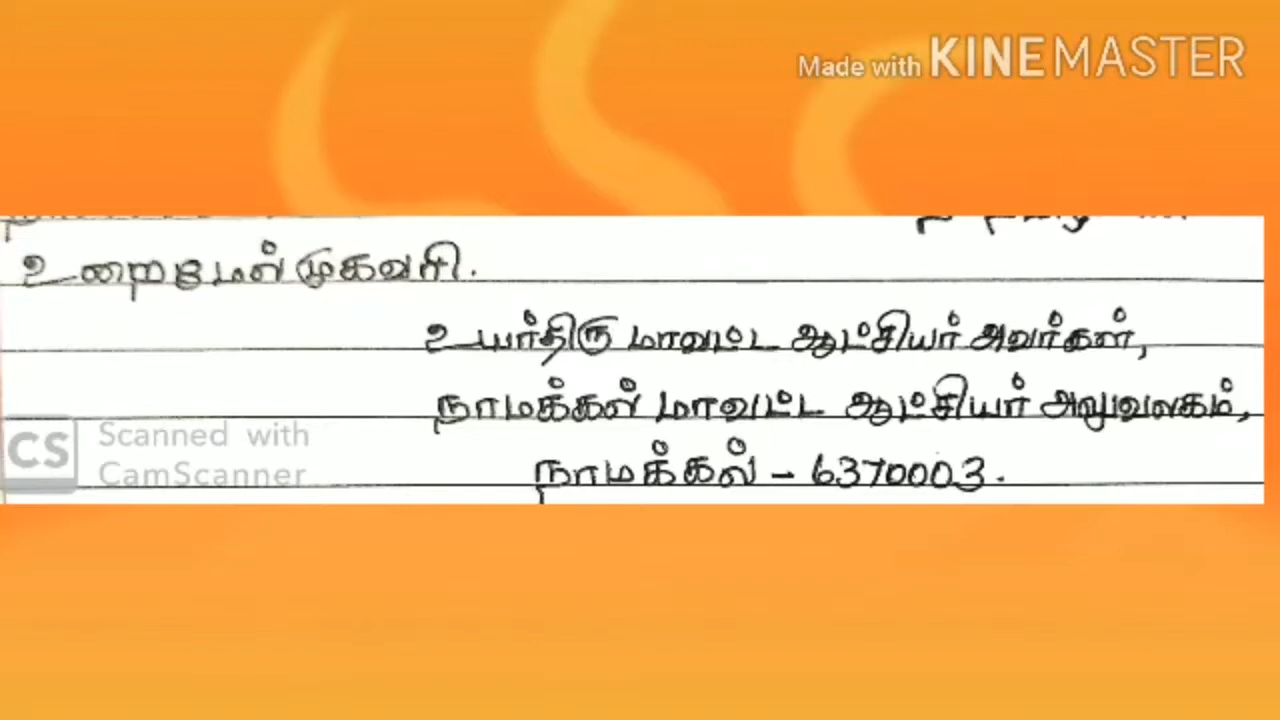 Made with KINEMASTER
உறைமேல் முகவரி.
உயர்திரு மாவட்ட ஆட்சியர் அவர்கள்,
நாமக்கல் மாவட்ட ஆட்சியர் அலுவலகம்,
CS Scanned with
CamScanner
நாமக்கல் – 6370003.